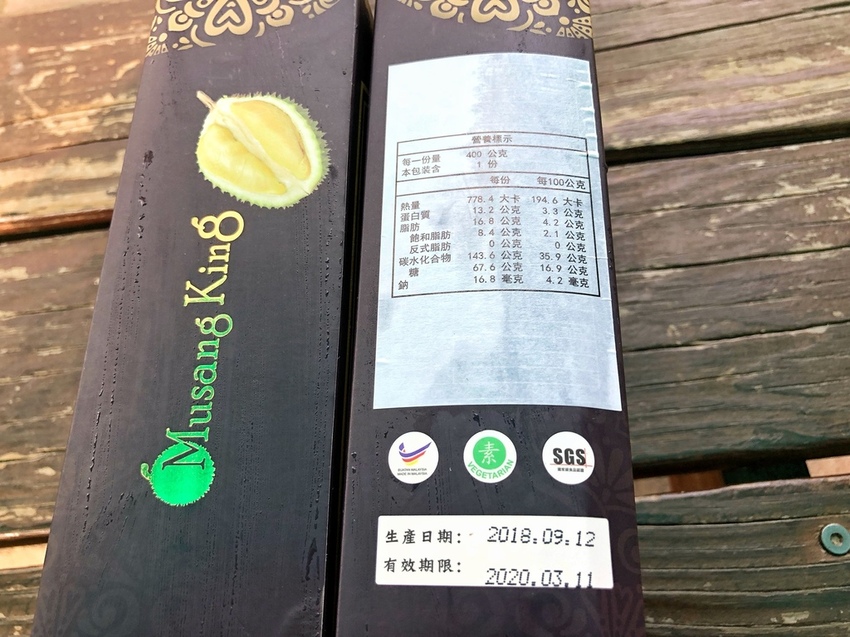 Musang King
營養標示
每一份量 400 公克
本包裝含 1 份
每份 每100公克
熱量 778.4 大卡 194.6 大卡
蛋白質 13.2 公克 3.3 公克
脂肪 16.8 公克 4.2 公克
飽和脂肪 8.4 公克 2.1 公克
反式脂肪 0 公克 0 公克
碳水化合物 143.6 公克 35.9 公克
糖 67.6 公克 16.9 公克
鈉 16.8 毫克 4.2 毫克
BUATAN MALAYSIA
MADE IN MALAYSIA
素
VEGETARIAN
SGS
生產日期: 2018.09.12
有效期限: 2020.03.11